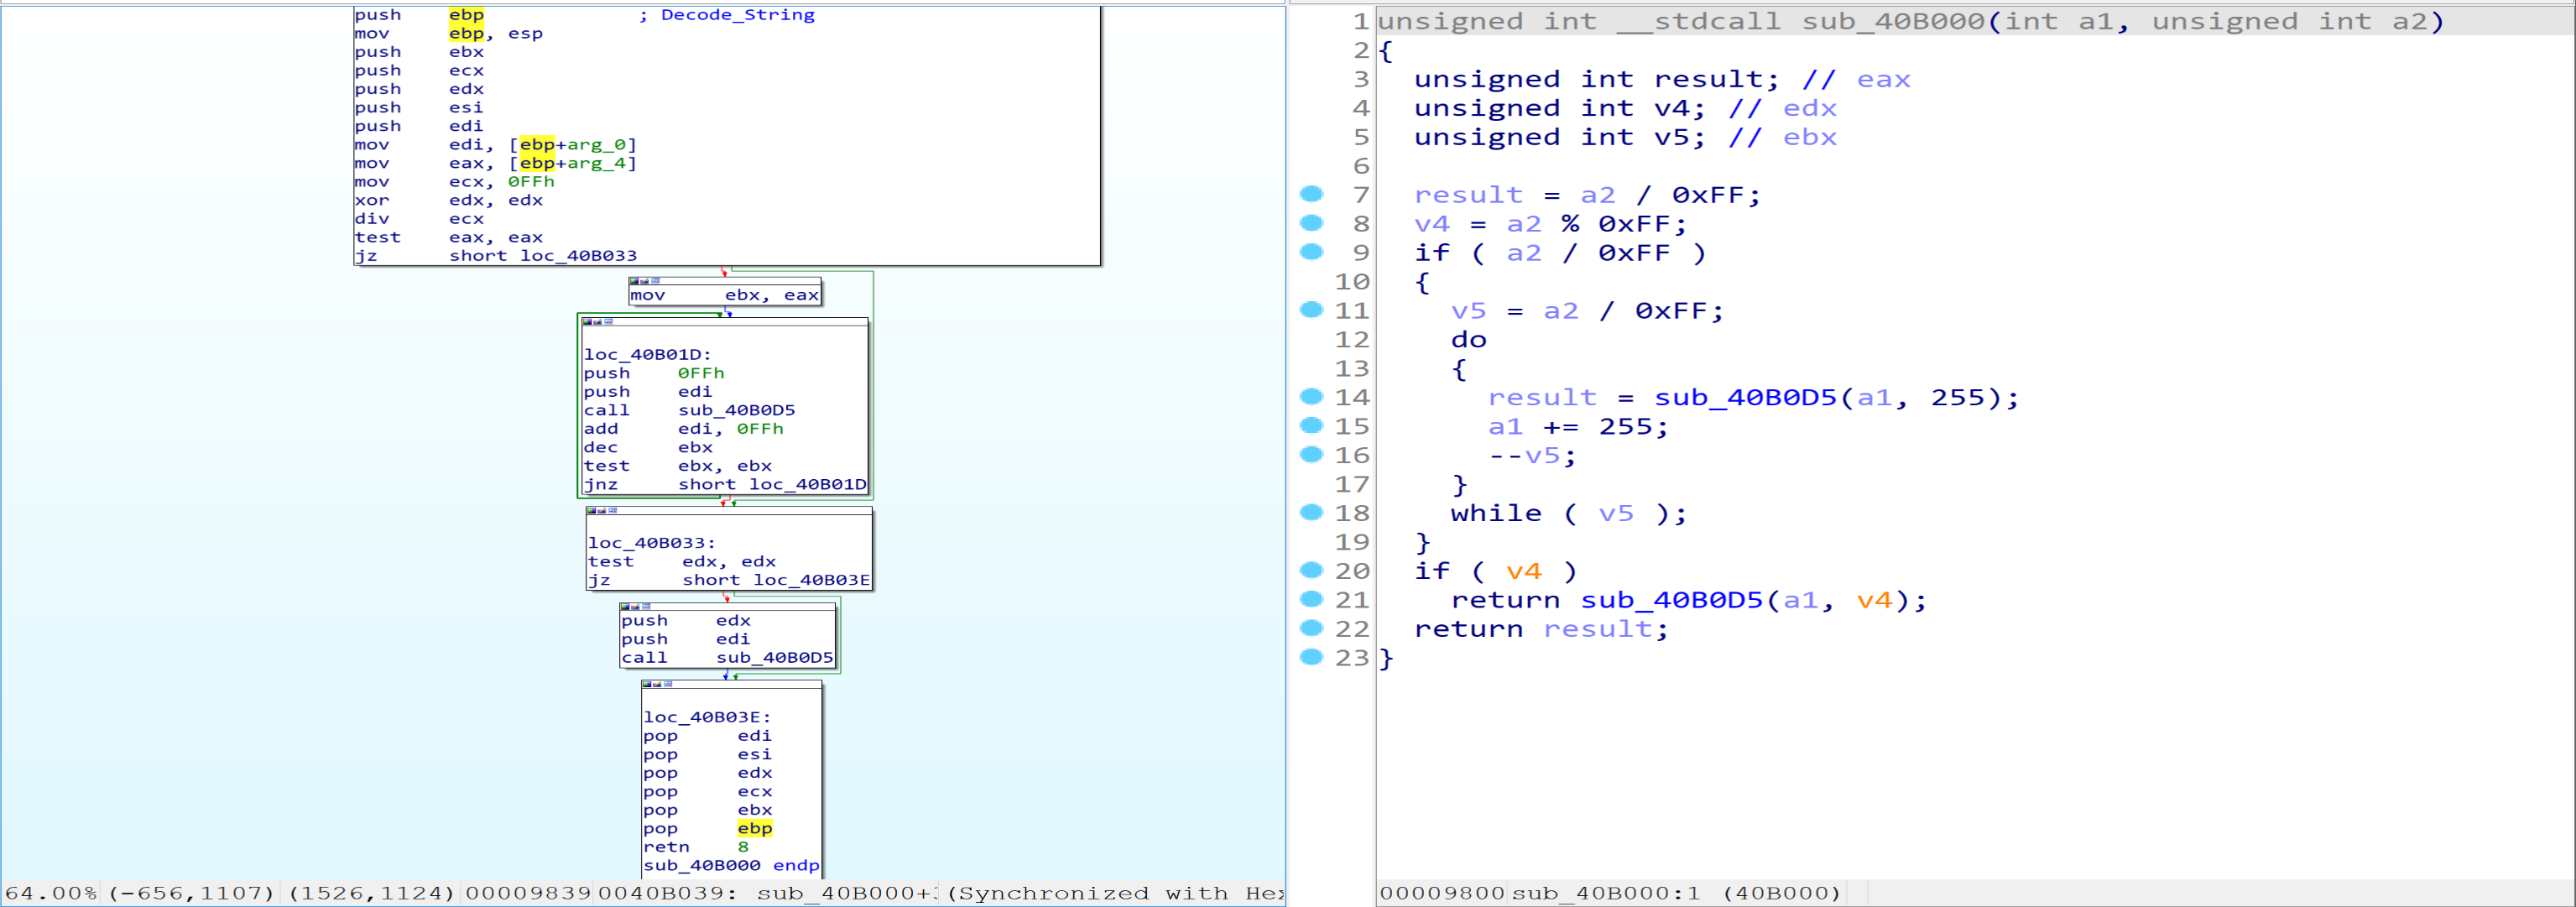 push ebp ; Decode_String
mov ebp, esp
push ebx
push ecx
push edx
push esi
push edi
mov edi, [ebp+arg_0]
mov eax, [ebp+arg_4]
mov ecx, 0FFh
xor edx, edx
div ecx
test eax, eax
jz short loc_40B033
mov ebx, eax
loc_40B01D:
push 0FFh
push edi
call sub_40B0D5
add edi, 0FFh
dec ebx
test ebx, ebx
jnz short loc_40B01D
loc_40B033:
test edx, edx
jz short loc_40B03E
push edx
push edi
call sub_40B0D5
loc_40B03E:
pop edi
pop esi
pop edx
pop ecx
pop ebx
pop ebp
retn 8
sub_40B000 endp
64.00% (-656,1107) (1526,1124) 00009839 0040B039: sub_40B000+ (Synchronized with Hex
1 unsigned int __stdcall sub_40B000(int a1, unsigned int a2)
2 {
3 unsigned int result; // eax
4 unsigned int v4; // edx
5 unsigned int v5; // ebx
6
7 result = a2 / 0xFF;
8 v4 = a2 % 0xFF;
9 if ( a2 / 0xFF )
10 {
11 v5 = a2 / 0xFF;
12 do
13 {
14 result = sub_40B0D5(a1, 255);
15 a1 += 255;
16 --v5;
17 }
18 while ( v5 );
19 }
20 if ( v4 )
21 return sub_40B0D5(a1, v4);
22 return result;
23 }
00009800 sub_40B000:1 (40B000)